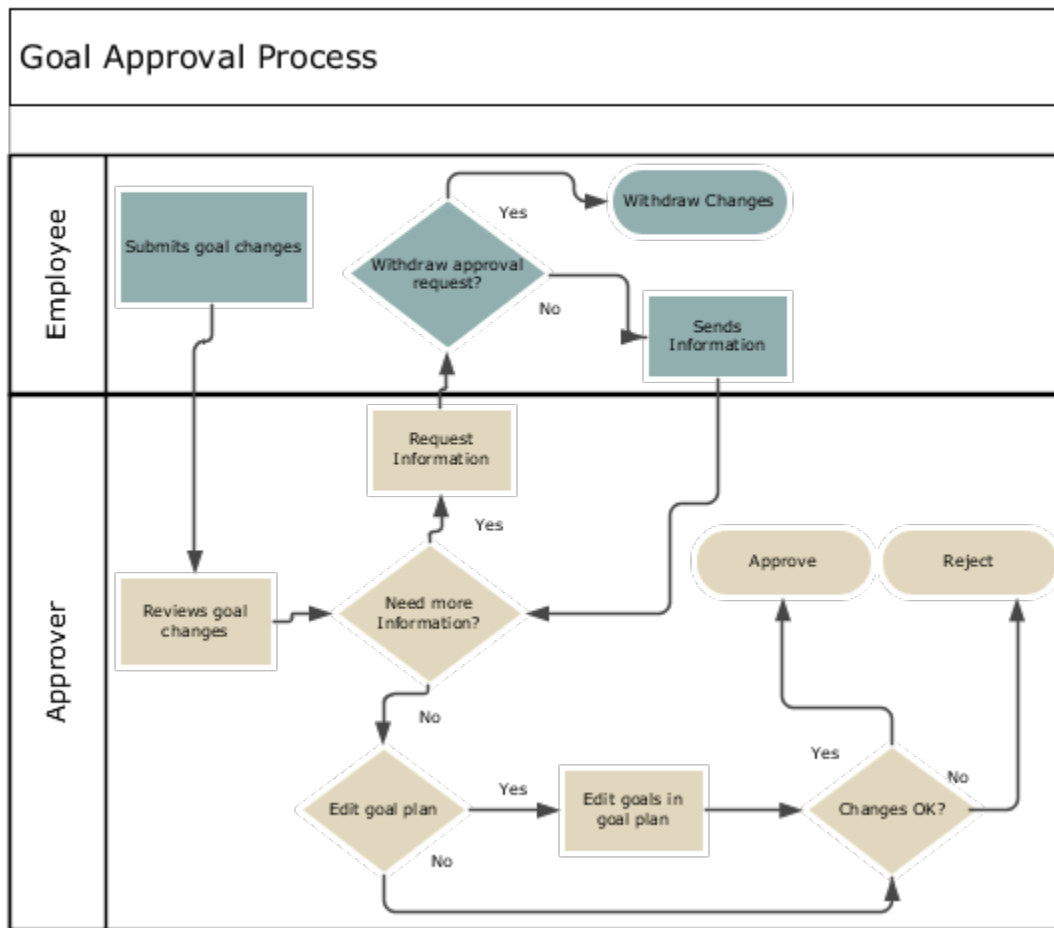 Goal Approval Process
Employee
Submits goal changes
Withdraw approval
request?
Yes
Withdraw Changes
No
Sends
Information
Approver
Request
Information
Yes
Reviews goal
changes
Need more
Information?
No
Approve
Reject
Edit goal plan
Yes
No
Edit goals in
goal plan
Changes OK?
Yes
No